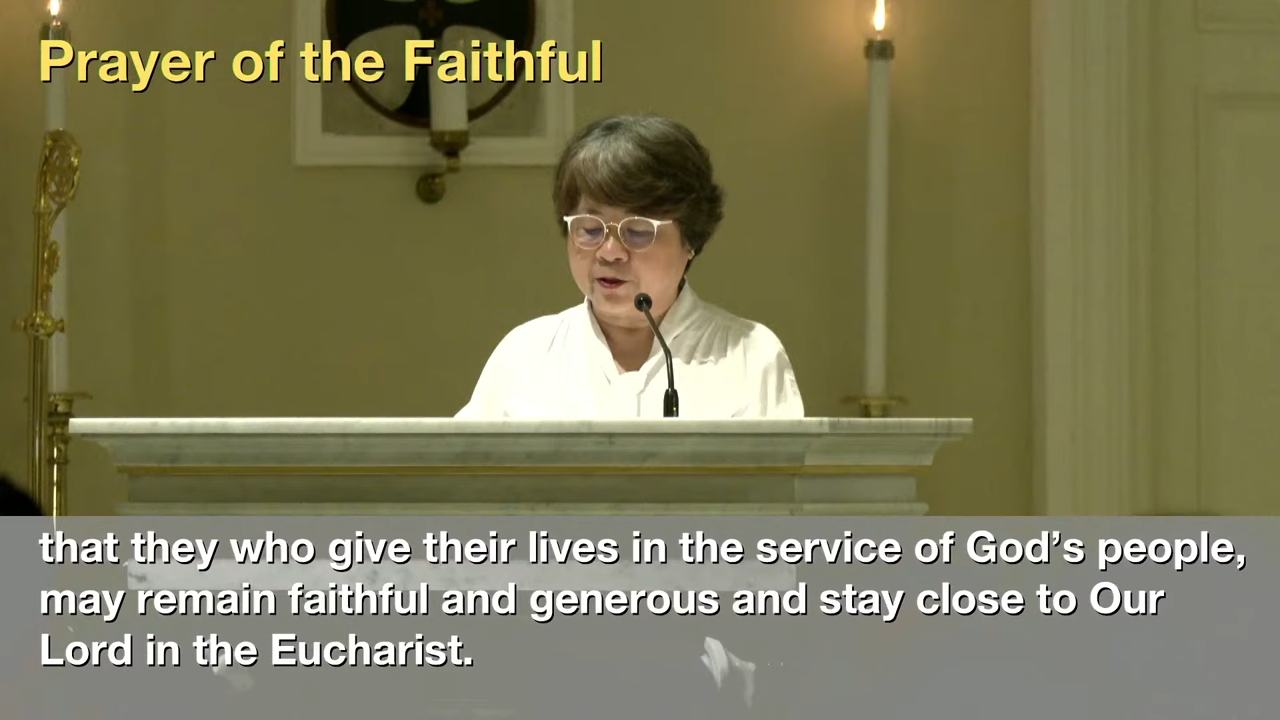 Prayer of the Faithful
that they who give their lives in the service of God’s people,
may remain faithful and generous and stay close to Our
Lord in the Eucharist.